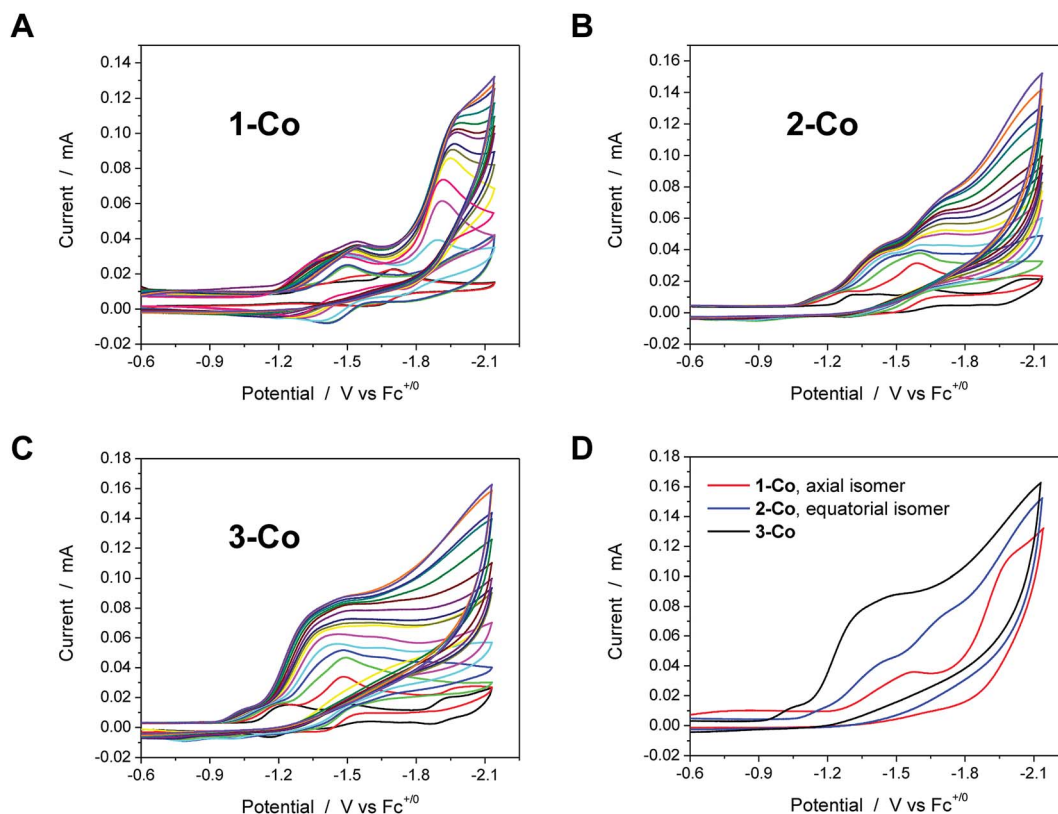 A
0.14
0.12
0.10
0.08
0.06
0.04
0.02
0.00
-0.02
Current / mA
1-Co
-0.6 -0.9 -1.2 -1.5 -1.8 -2.1
Potential / V vs Fc+/0
B
0.16
0.14
0.12
0.10
0.08
0.06
0.04
0.02
0.00
-0.02
Current / mA
2-Co
-0.6 -0.9 -1.2 -1.5 -1.8 -2.1
Potential / V vs Fc+/0
C
0.18
0.16
0.14
0.12
0.10
0.08
0.06
0.04
0.02
0.00
-0.02
Current / mA
3-Co
-0.6 -0.9 -1.2 -1.5 -1.8 -2.1
Potential / V vs Fc+/0
D
0.18
0.16
0.14
0.12
0.10
0.08
0.06
0.04
0.02
0.00
-0.02
Current / mA
1-Co, axial isomer
2-Co, equatorial isomer
3-Co
-0.6 -0.9 -1.2 -1.5 -1.8 -2.1
Potential / V vs Fc+/0